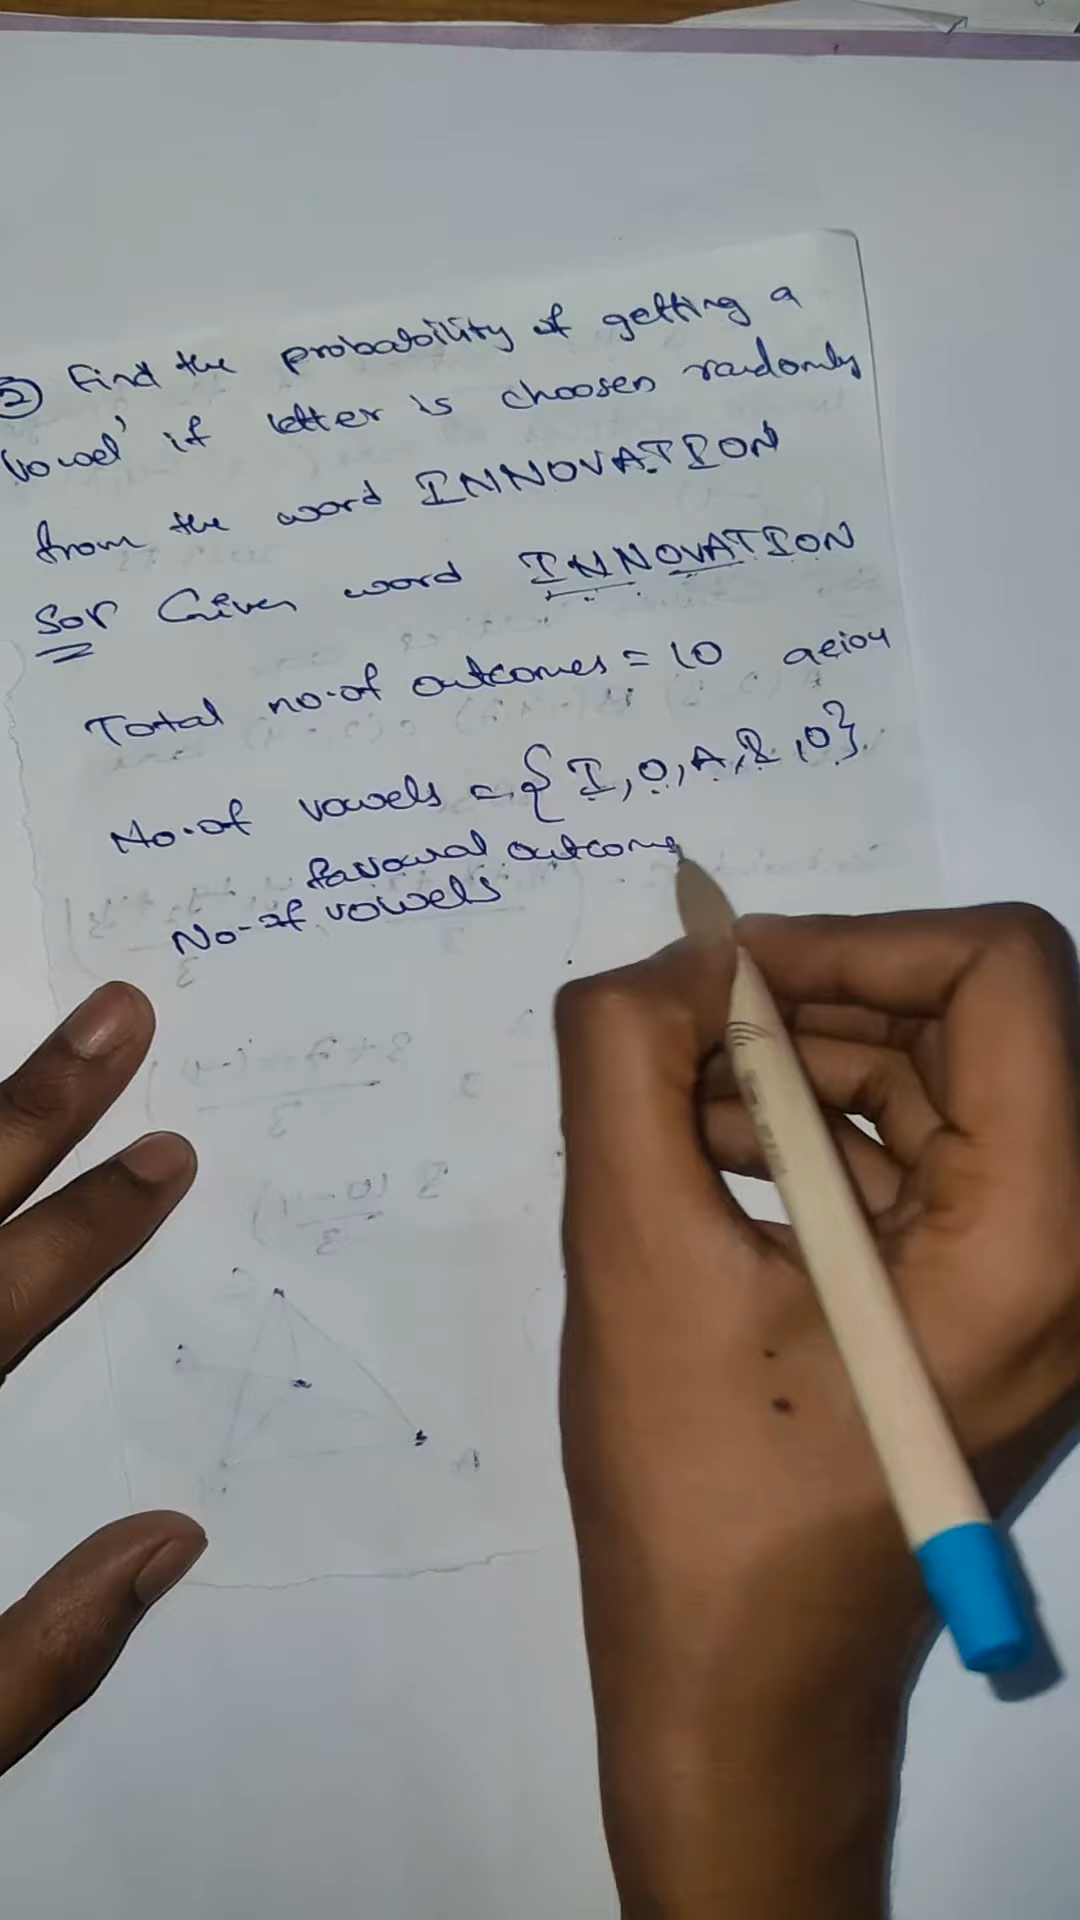 2) Find the probability of getting a
'vowel' if letter is choosen randomly
from the word INNOVATION
Sol Given word INNOVATION
Total no.of outcomes = 10 aeiou
No.of vowels = { I, O, A, I, O}
favoural outcome
No-of vowels